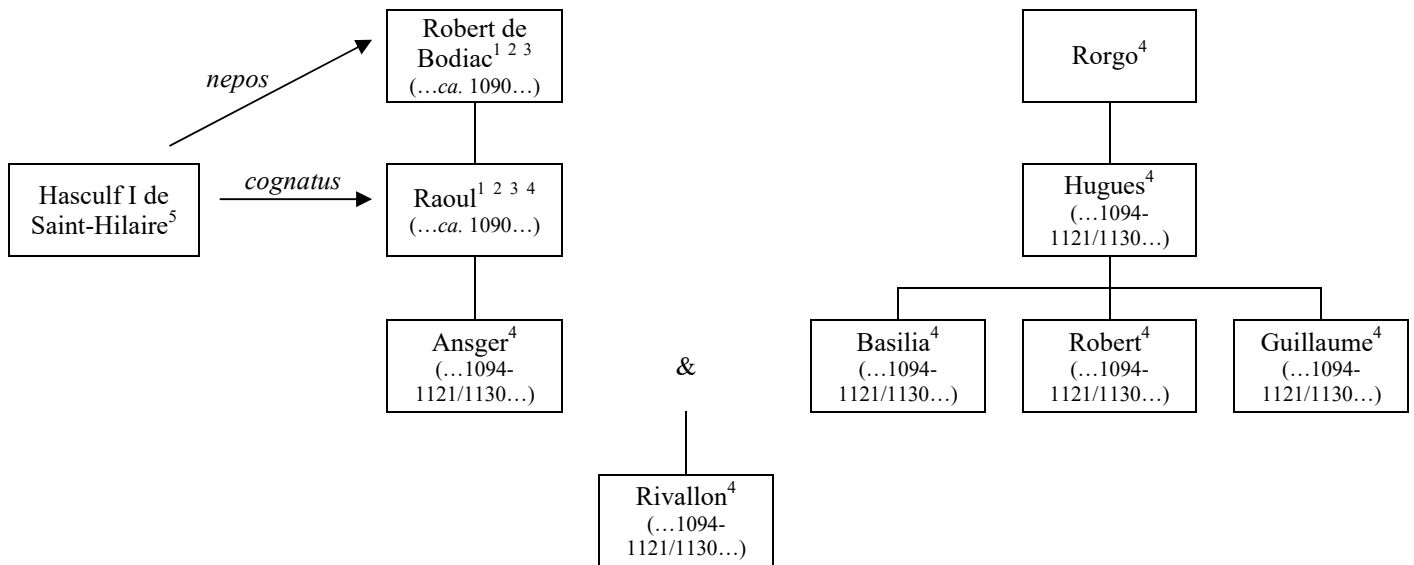 Robert de
Bodiac1 2 3
(…ca. 1090…)
Rorgo4
nepos
Hasculf I de
Saint-Hilaire5
cognatus
Raoul1 2 3 4
(…ca. 1090…)
Hugues4
(…1094-
1121/1130…)
Ansger4
(…1094-
1121/1130…)
&
Basilia4
(…1094-
1121/1130…)
Robert4
(…1094-
1121/1130…)
Guillaume4
(…1094-
1121/1130…)
Rivallon4
(…1094-
1121/1130…)